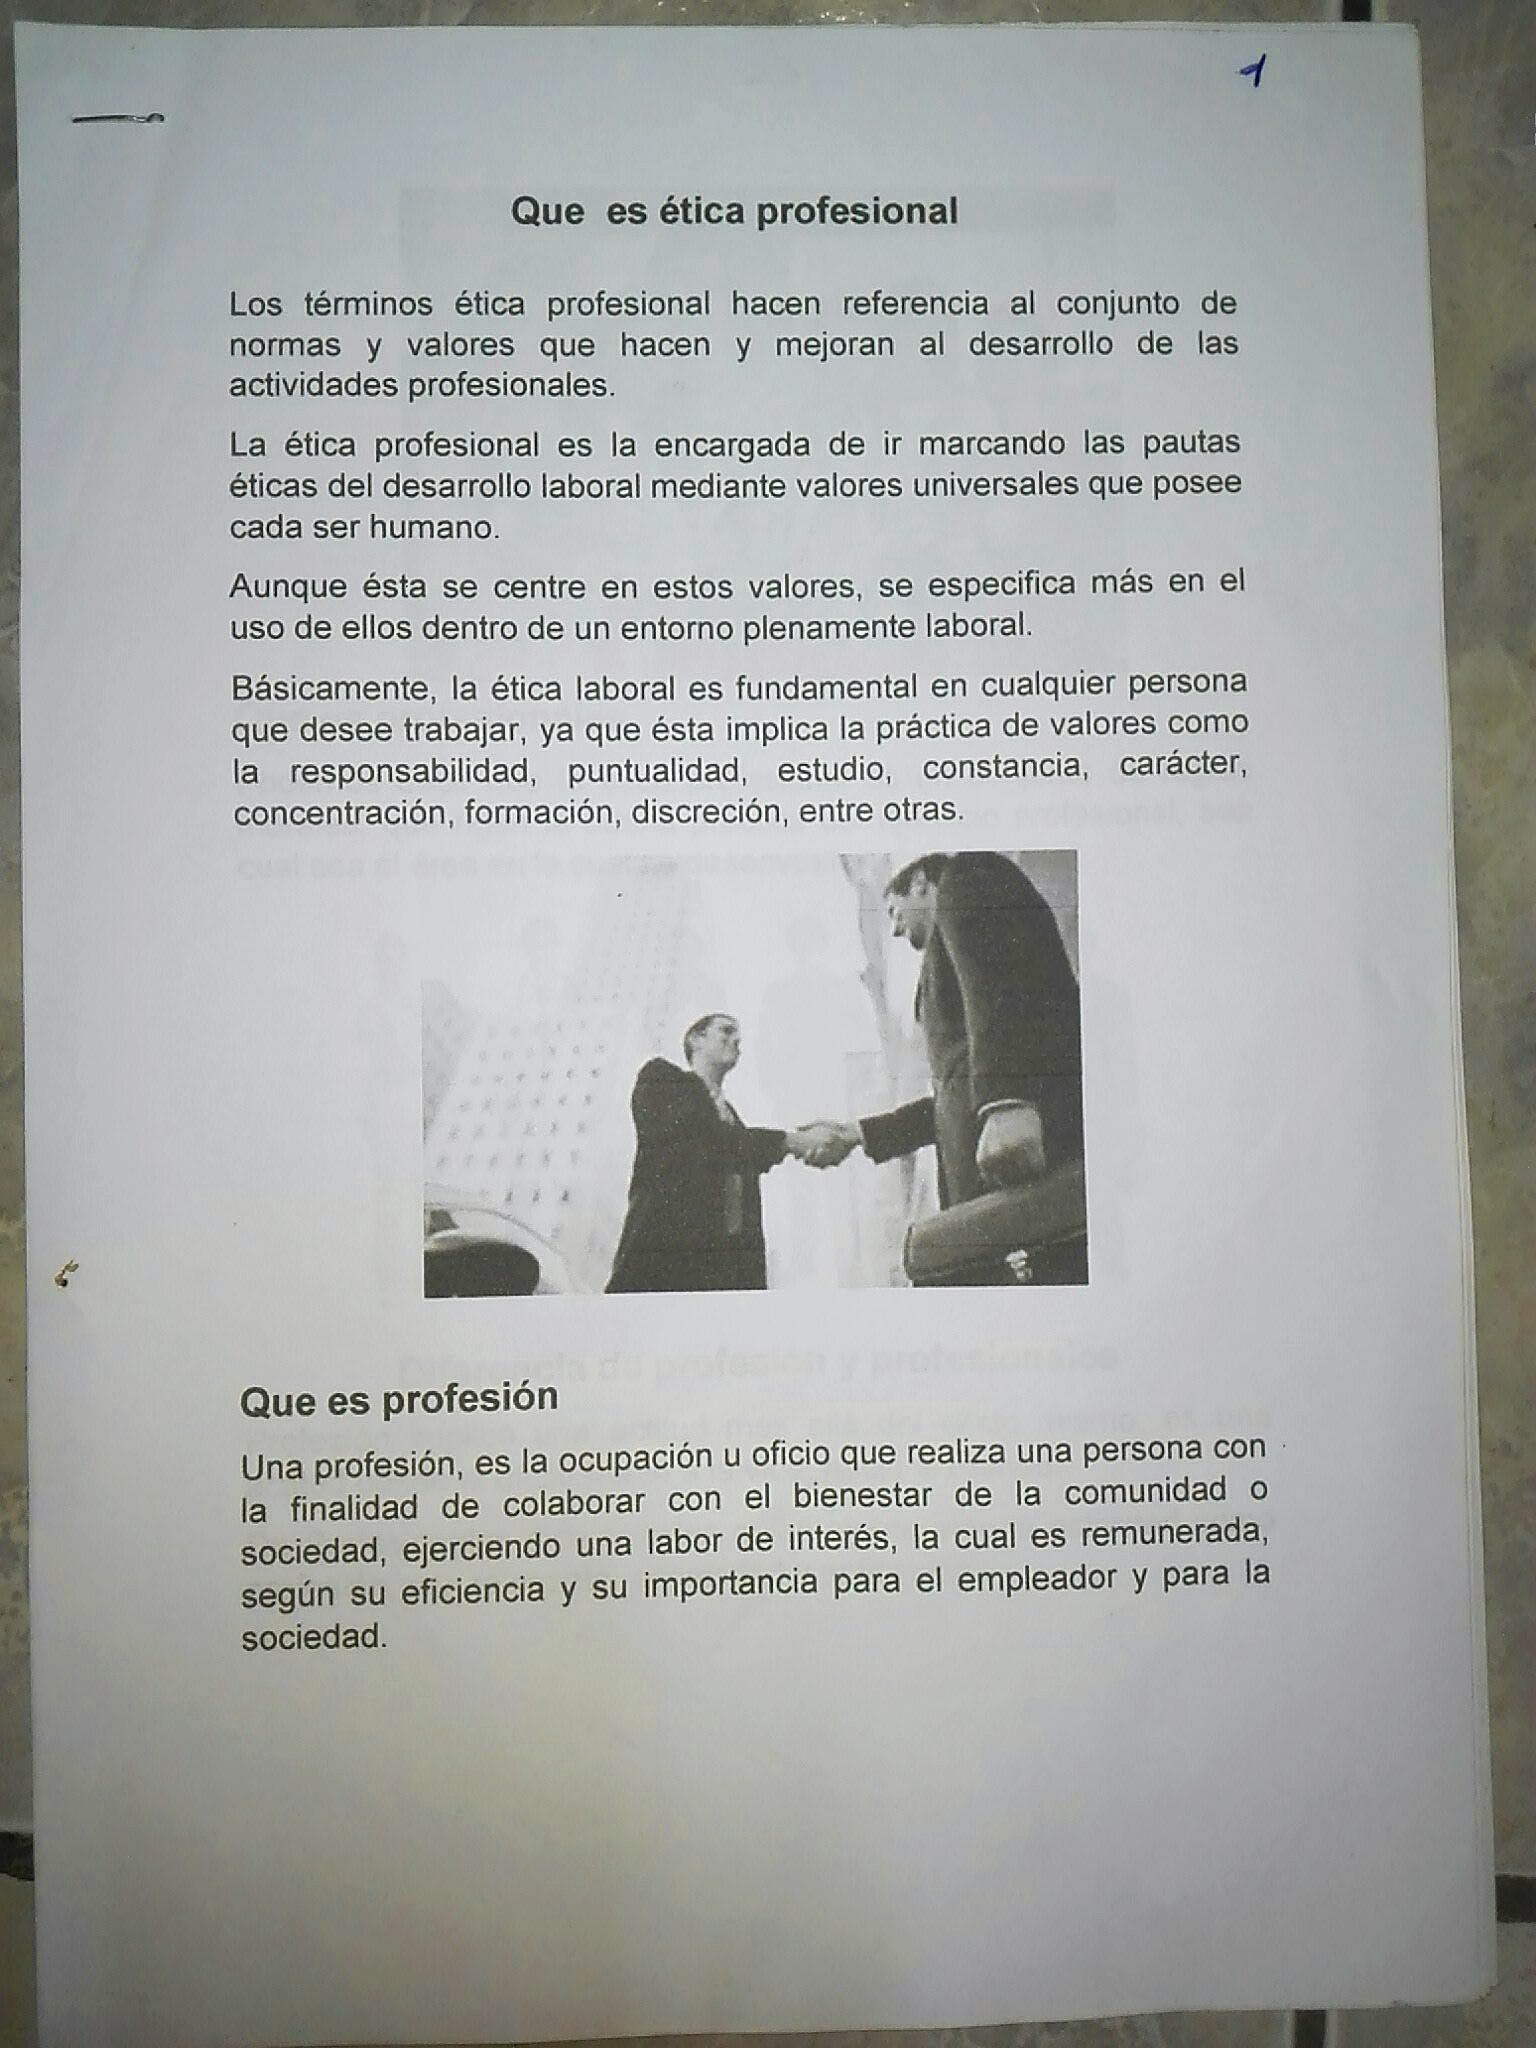 1
Que es ética profesional
Los términos ética profesional hacen referencia al conjunto de
normas y valores que hacen y mejoran al desarrollo de las
actividades profesionales.
La ética profesional es la encargada de ir marcando las pautas
éticas del desarrollo laboral mediante valores universales que posee
cada ser humano.
Aunque ésta se centre en estos valores, se especifica más en el
uso de ellos dentro de un entorno plenamente laboral.
Básicamente, la ética laboral es fundamental en cualquier persona
que desee trabajar, ya que ésta implica la práctica de valores como
la responsabilidad, puntualidad, estudio, constancia, carácter,
concentración, formación, discreción, entre otras.
Que es profesión
Una profesión, es la ocupación u oficio que realiza una persona con
la finalidad de colaborar con el bienestar de la comunidad o
sociedad, ejerciendo una labor de interés, la cual es remunerada,
según su eficiencia y su importancia para el empleador y para la
sociedad.